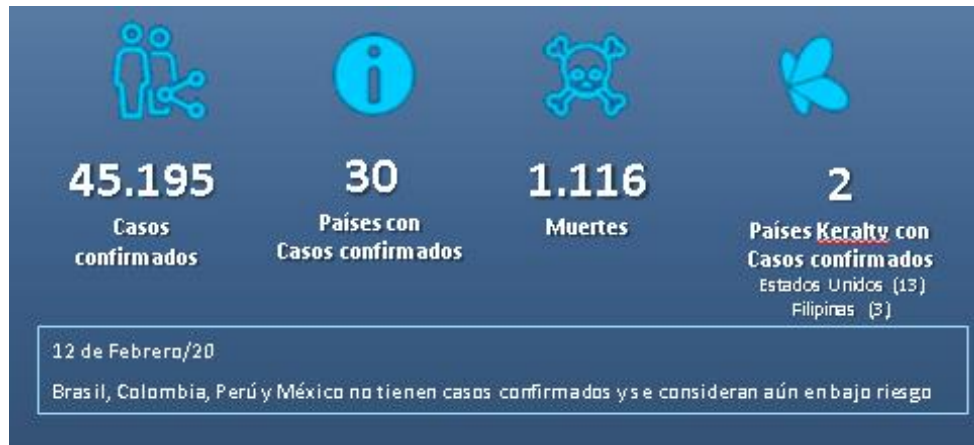 45.195
Casos
confirmados
30
Países con
Casos confirmados
1.116
Muertes
2
Países Keralty con
Casos confirmados
Estados Unidos (13)
Filipinas (3)
12 de Febrero/20
Brasil, Colombia, Perú y México no tienen casos confirmados y se consideran aún en bajo riesgo